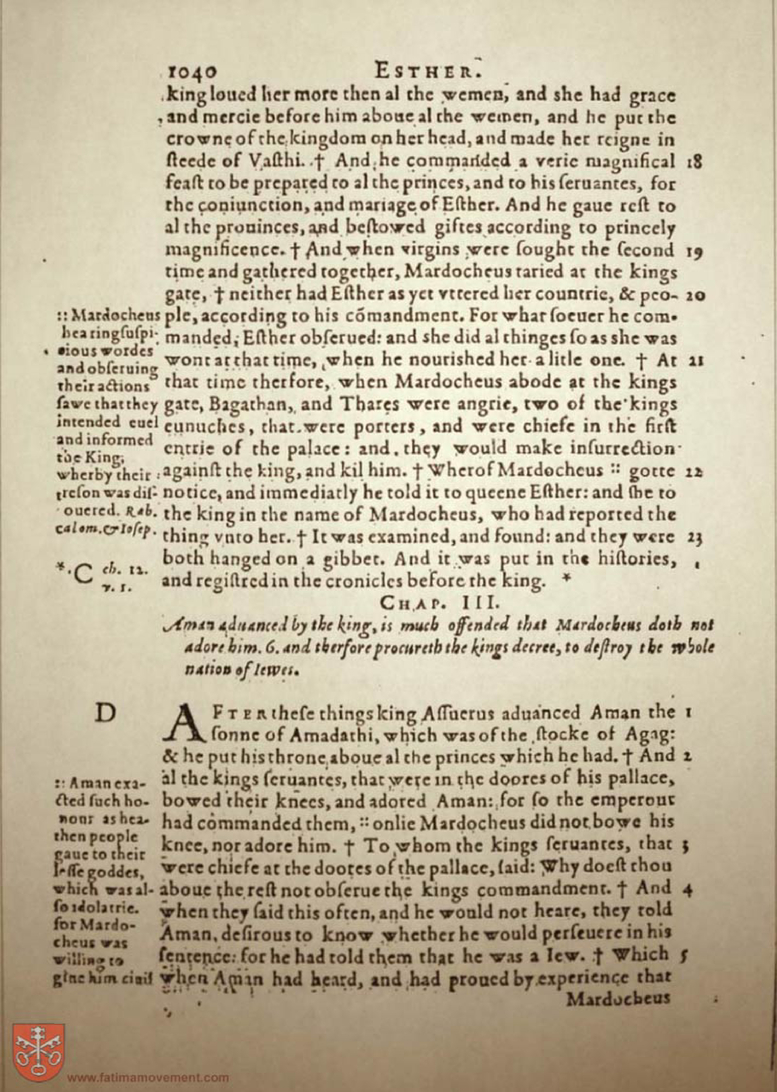 1040 ESTHER.
king loued her more then al the wemen, and she had grace
and mercie before him aboue al the wemen, and he put the
crowne of the kingdom on her head, and made her reigne in
ſteede of Vaſthi. † And he commanded a verie magnifical 18
feaſt to be prepared to al the princes, and to his ſeruantes, for
the coniunction, and mariage of Eſther. And he gaue reſt to
al the prouinces, and beſtowed giftes according to princely
magnificence. † And when virgins were ſought the ſecond 19
time and gathered together, Mardocheus taried at the kings
gate, † neither had Eſther as yet vttered her countrie, & peo- 20
ple, according to his cõmandment. For whatſoeuer he com-
manded, Eſther obſerued: and she did al thinges ſo as she was
wont at that time, when he nourished her a litle one. † At 21
that time therfore, when Mardocheus abode at the kings
gate, Bagathan, and Thares were angrie, two of the kings
eunuches, that were porters, and were chiefe in the firſt
entrie of the palace: and they would make inſurrection
againſt the king, and kil him. † Wherof Mardocheus :: gotte 12
notice, and immediatly he told it to queene Eſther: and she to
the king in the name of Mardocheus, who had reported the
thing vnto her. † It was examined, and found: and they were 23
both hanged on a gibbet. And it was put in the hiſtories,
and regiſtred in the cronicles before the king. *
:: Mardocheus
hearing ſuſpi-
cious wordes
and obſeruing
their actions
ſawe that they
intended euel
and informed
the King;
wherby their
treſon was diſ-
ouered. Rab.
calom. & Ioſep.
*. C ch. 12.
v. 1.
CHAP. III.
Aman aduanced by the king, is much offended that Mardocheus doth not
adore him. 6. and therfore procureth the kings decree, to deſtroy the whole
nation of Iewes.
D
AFTER theſe things king Aſſuerus aduanced Aman the 1
ſonne of Amadathi, which was of the ſtocke of Agag:
& he put his throne aboue al the princes which he had. † And 2
al the kings ſeruantes, that were in the doores of his pallace,
bowed their knees, and adored Aman: for ſo the emperour
had cõmanded them, :: onlie Mardocheus did not bowe his
knee, nor adore him. † To whom the kings ſeruantes, that 3
were chiefe at the doores of the pallace, ſaid: Why doeſt thou
aboue the reſt not obſerue the kings commandment. † And 4
when they ſaid this often, and he would not heare, they told
Aman, deſirous to know whether he would perſeuere in his
ſentence: for he had told them that he was a Iew. † Which 5
when Aman had heard, and had proued by experience that
Mardocheus
:: Aman exa-
cted ſuch ho-
nour as hea-
then people
gaue to their
leſſe goddes,
which was al-
ſo idolatrie.
for Mardo-
cheus was
willing to
giue him ciuil
www.fatimamovement.com